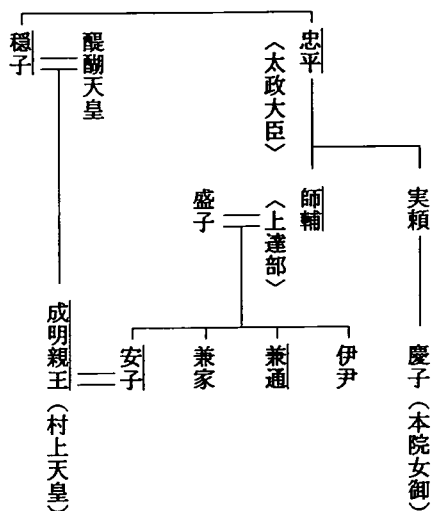 忠平
〈太政大臣〉
醍醐天皇
穏子
実頼
師輔
〈上達部〉
盛子
慶子（本院女御）
伊尹
兼通
兼家
安子
成明親王（村上天皇）